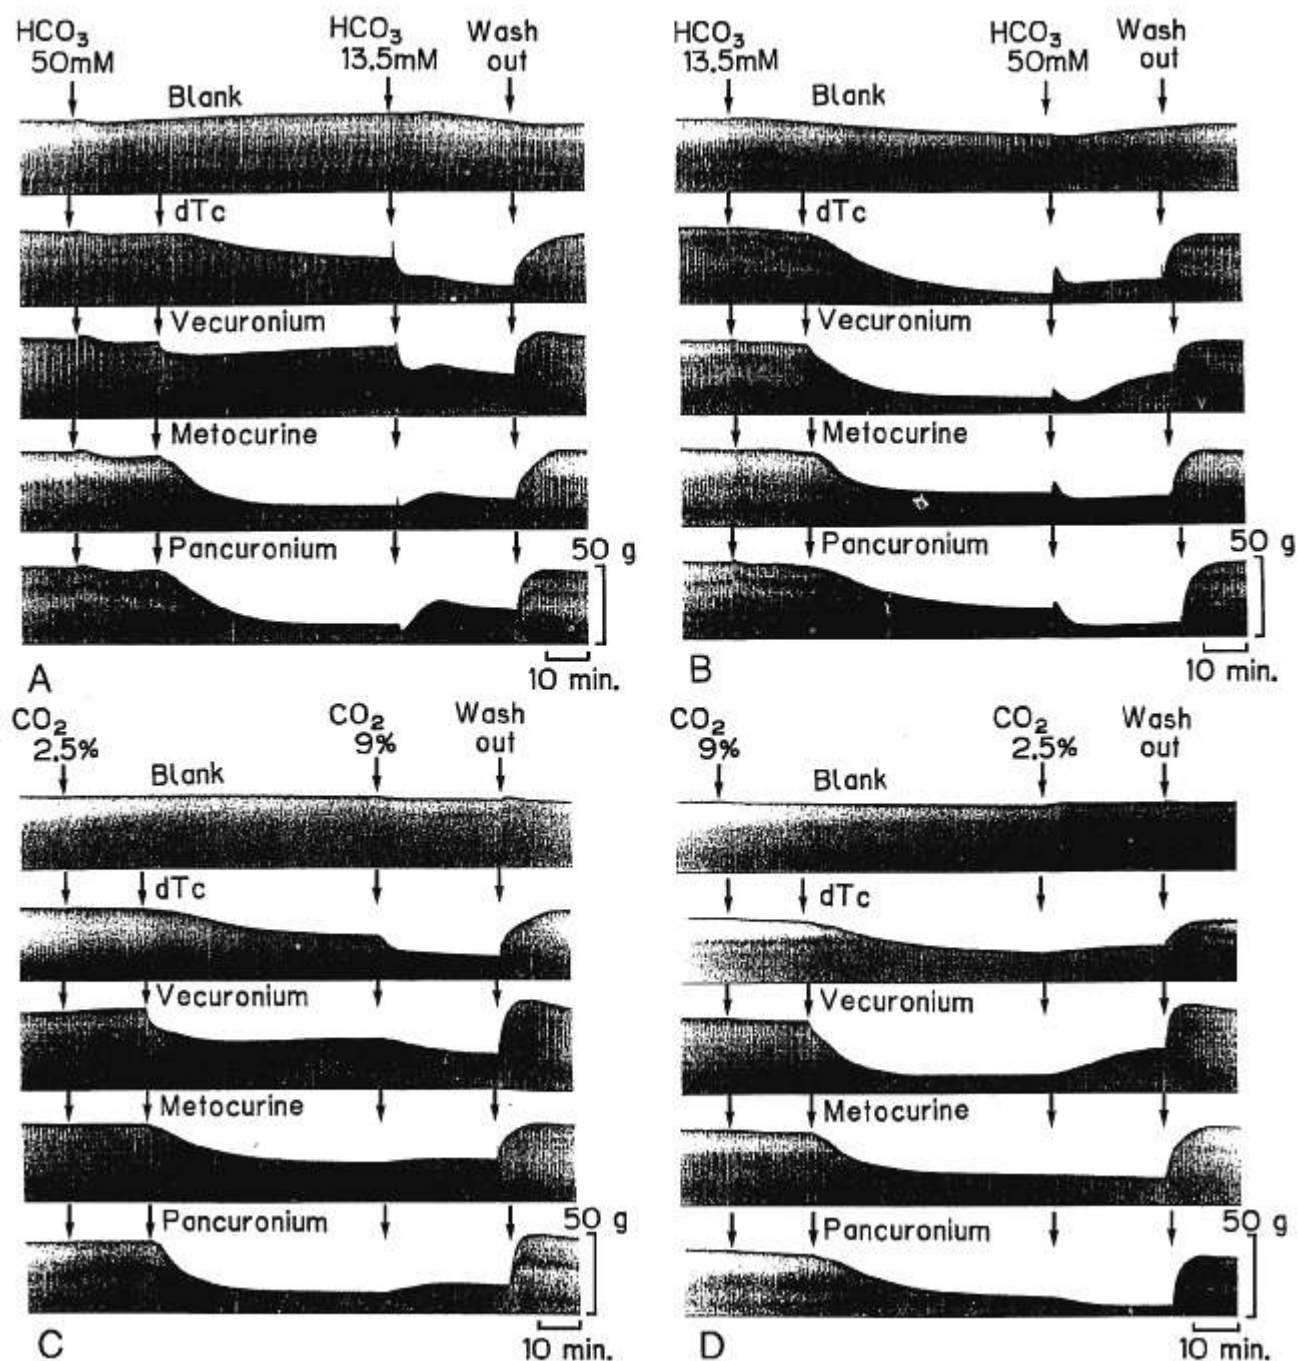 HCO3 50mM
HCO3 13.5mM
Wash out
Blank
dTc
Vecuronium
Metocurine
Pancuronium
50 g
A
10 min.
HCO3 13.5mM
HCO3 50mM
Wash out
Blank
dTc
Vecuronium
Metocurine
Pancuronium
50 g
B
10 min.
CO2 2.5%
CO2 9%
Wash out
Blank
dTc
Vecuronium
Metocurine
Pancuronium
50 g
C
10 min.
CO2 9%
CO2 2.5%
Wash out
Blank
dTc
Vecuronium
Metocurine
Pancuronium
50 g
D
10 min.